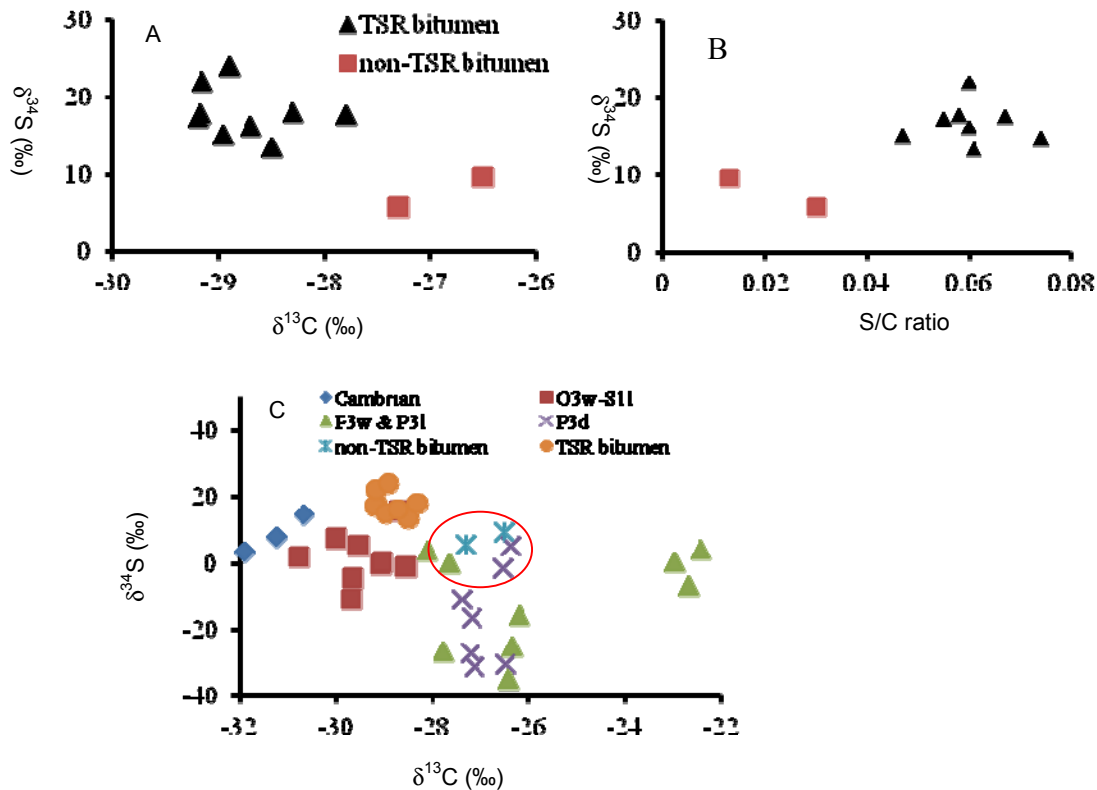 A
TSR bitumen
non-TSR bitumen
30
20
10
0
δ³⁴S (‰)
-30 -29 -28 -27 -26
δ¹³C (‰)
B
30
20
10
0
δ³⁴S (‰)
0 0.02 0.04 0.06 0.08
S/C ratio
C
Cambrian
O3w-S1l
P3w & P3l
P3d
non-TSR bitumen
TSR bitumen
40
20
0
-20
-40
δ³⁴S (‰)
-32 -30 -28 -26 -24 -22
δ¹³C (‰)